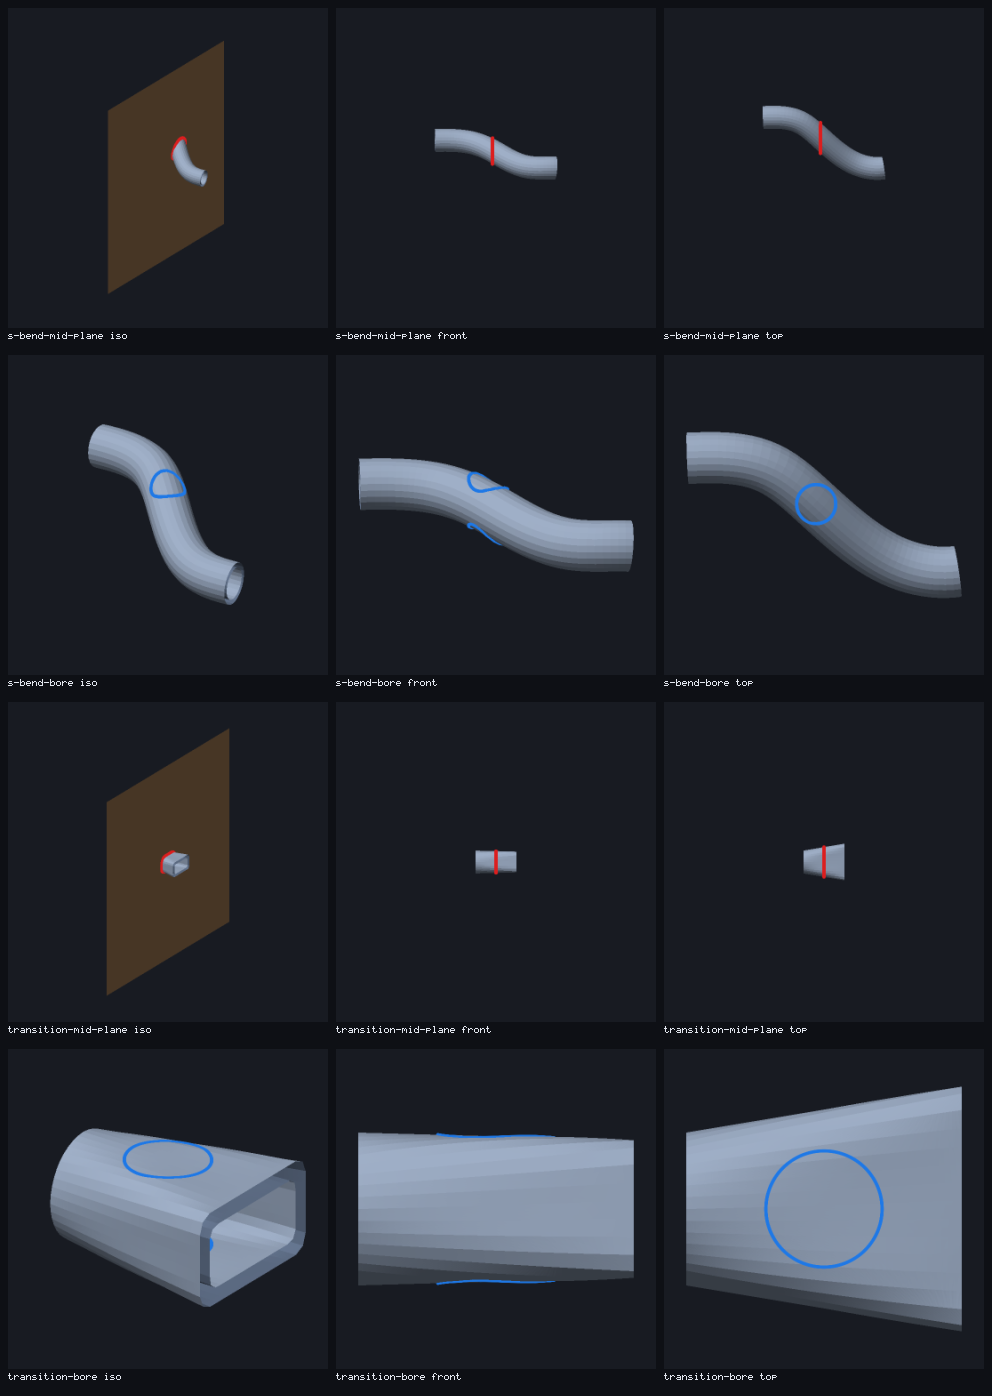 s-bend-mid-plane iso
s-bend-mid-plane front
s-bend-mid-plane top
s-bend-bore iso
s-bend-bore front
s-bend-bore top
transition-mid-plane iso
transition-mid-plane front
transition-mid-plane top
transition-bore iso
transition-bore front
transition-bore top